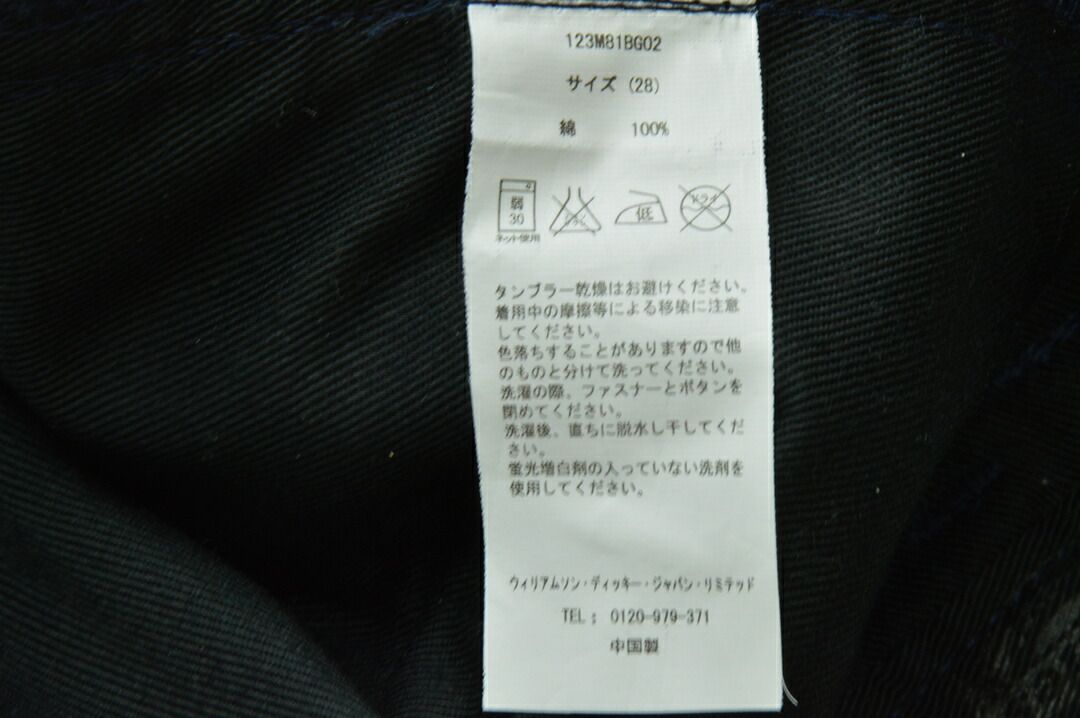 123M81BG02
サイズ (28)
綿 100%
弱
30
ネット使用
低
ドライ
タンブラー乾燥はお避けください。
着用中の摩擦等による移染に注意
してください。
色落ちすることがありますので他
のものと分けて洗ってください。
洗濯の際、ファスナーとボタンを
閉めてください。
洗濯後、直ちに脱水し干してくだ
さい。
蛍光増白剤の入っていない洗剤を
使用してください。
ウィリアムソン・ディッキー・ジャパン・リミテッド
TEL; 0120-979-371
中国製